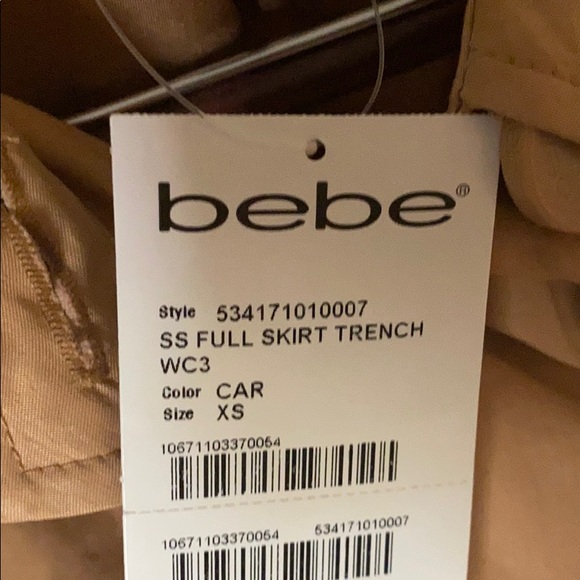 bebe®
Style 534171010007
SS FULL SKIRT TRENCH
WC3
Color CAR
Size XS
10671103370054
10671103370054 534171010007